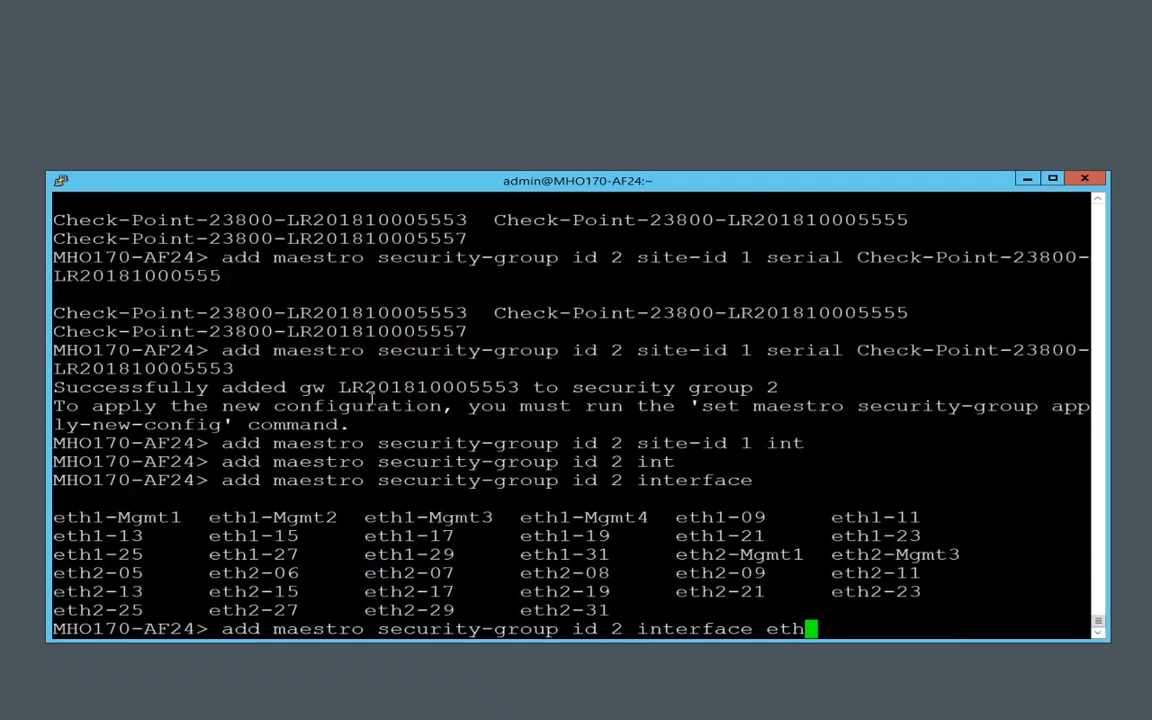 admin@MHO170-AF24:~
Check-Point-23800-LR201810005553  Check-Point-23800-LR201810005555
Check-Point-23800-LR201810005557
MHO170-AF24> add maestro security-group id 2 site-id 1 serial Check-Point-23800-
LR20181000555
Check-Point-23800-LR201810005553  Check-Point-23800-LR201810005555
Check-Point-23800-LR201810005557
MHO170-AF24> add maestro security-group id 2 site-id 1 serial Check-Point-23800-
LR201810005553
Successfully added gw LR201810005553 to security group 2
To apply the new configuration, you must run the 'set maestro security-group app
ly-new-config' command.
MHO170-AF24> add maestro security-group id 2 site-id 1 int
MHO170-AF24> add maestro security-group id 2 int
MHO170-AF24> add maestro security-group id 2 interface
eth1-Mgmt1  eth1-Mgmt2  eth1-Mgmt3  eth1-Mgmt4  eth1-09     eth1-11
eth1-13     eth1-15     eth1-17     eth1-19     eth1-21     eth1-23
eth1-25     eth1-27     eth1-29     eth1-31     eth2-Mgmt1  eth2-Mgmt3
eth2-05     eth2-06     eth2-07     eth2-08     eth2-09     eth2-11
eth2-13     eth2-15     eth2-17     eth2-19     eth2-21     eth2-23
eth2-25     eth2-27     eth2-29     eth2-31
MHO170-AF24> add maestro security-group id 2 interface eth